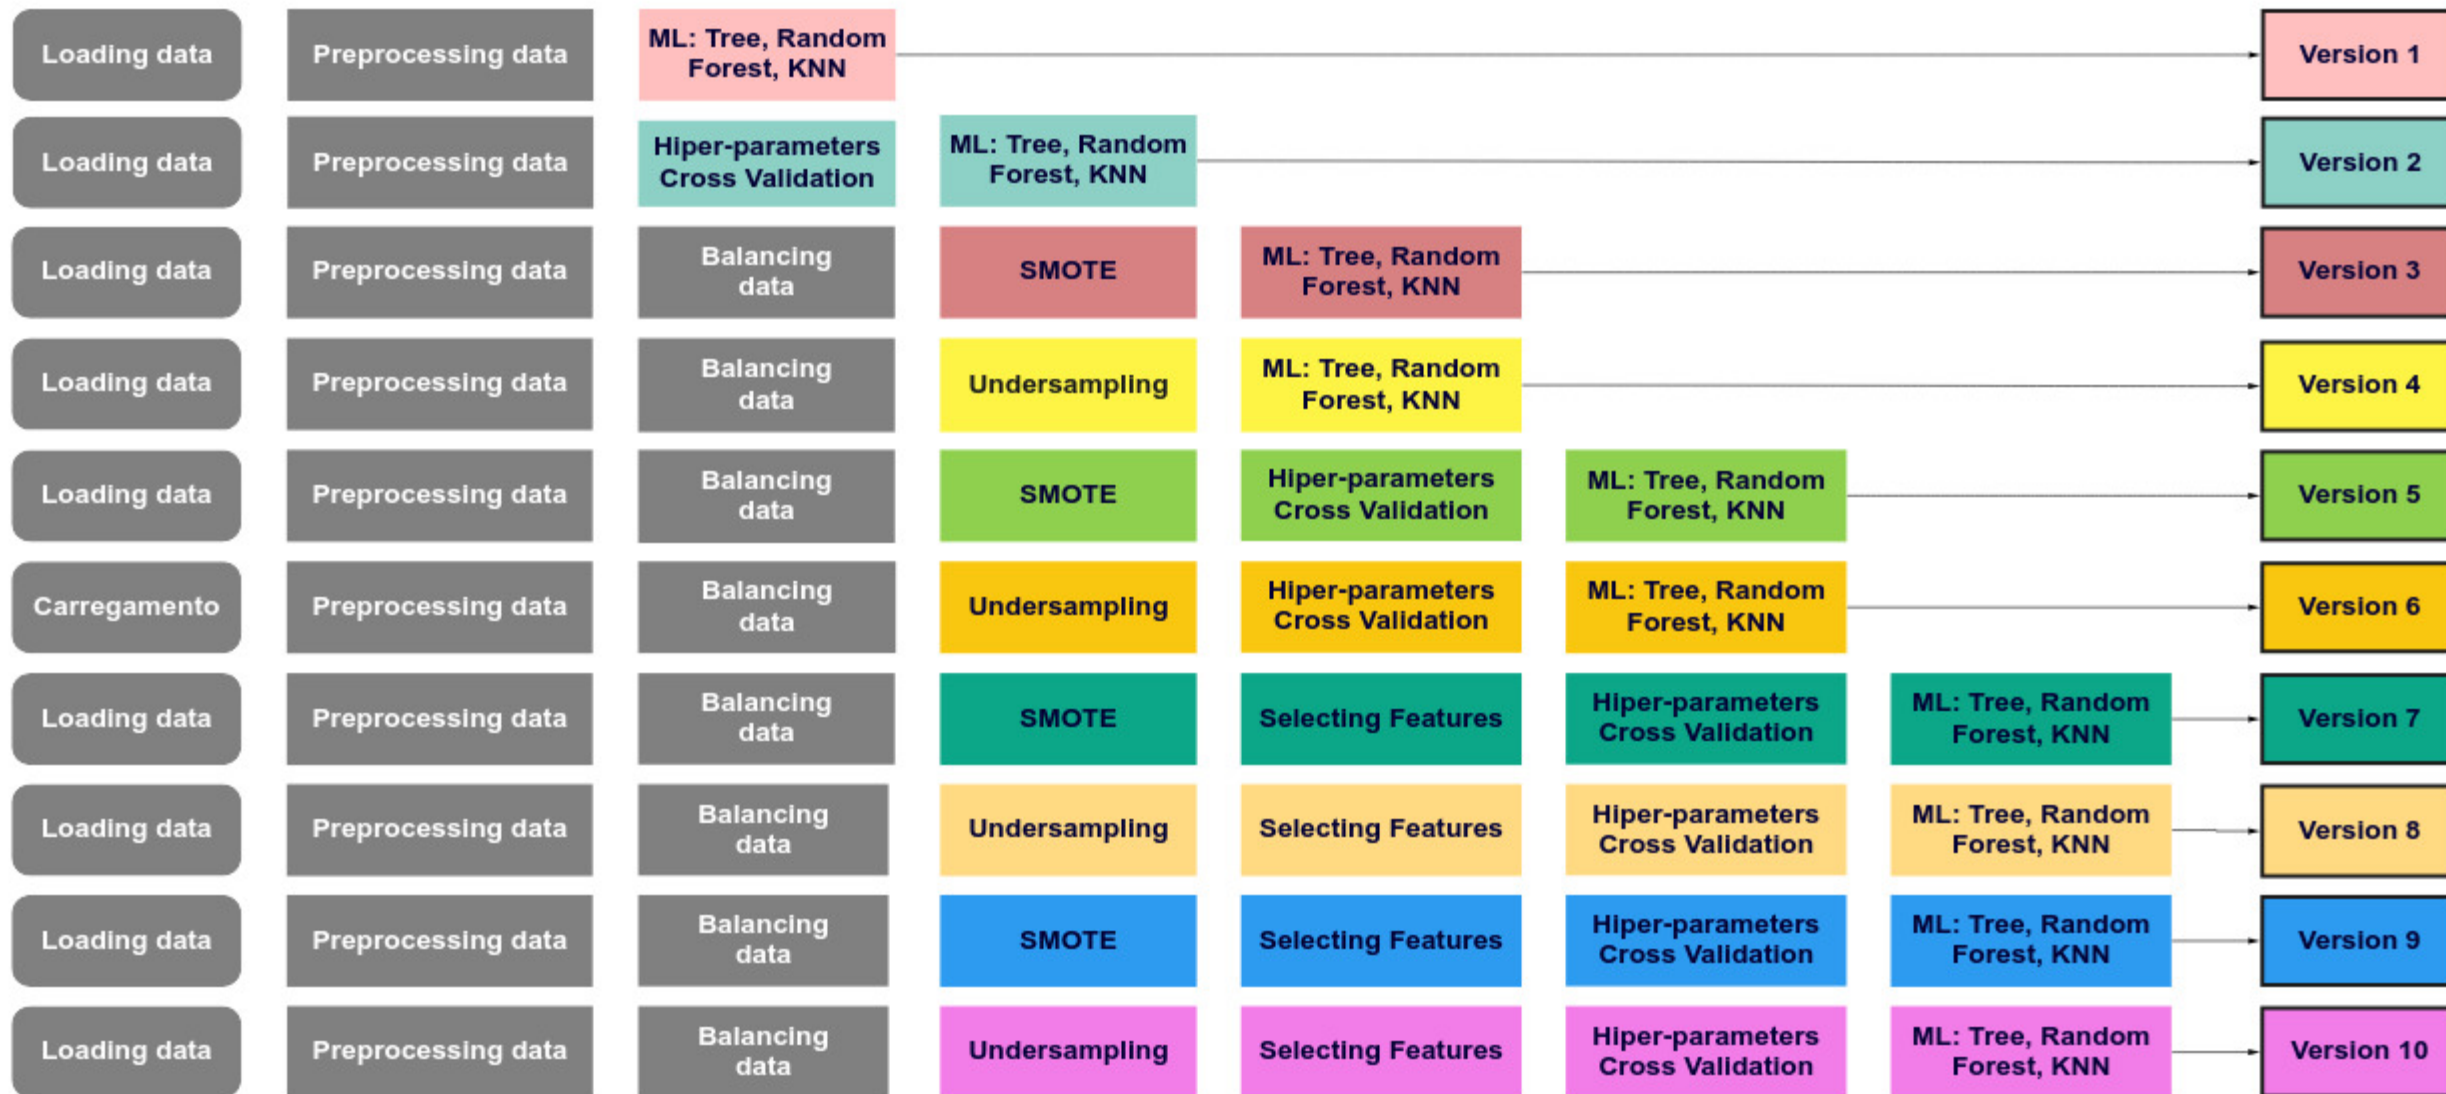 Loading data
Preprocessing data
ML: Tree, Random
Forest, KNN
Version 1
Loading data
Preprocessing data
Hiper-parameters
Cross Validation
ML: Tree, Random
Forest, KNN
Version 2
Loading data
Preprocessing data
Balancing
data
SMOTE
ML: Tree, Random
Forest, KNN
Version 3
Loading data
Preprocessing data
Balancing
data
Undersampling
ML: Tree, Random
Forest, KNN
Version 4
Loading data
Preprocessing data
Balancing
data
SMOTE
Hiper-parameters
Cross Validation
ML: Tree, Random
Forest, KNN
Version 5
Carregamento
Preprocessing data
Balancing
data
Undersampling
Hiper-parameters
Cross Validation
ML: Tree, Random
Forest, KNN
Version 6
Loading data
Preprocessing data
Balancing
data
SMOTE
Selecting Features
Hiper-parameters
Cross Validation
ML: Tree, Random
Forest, KNN
Version 7
Loading data
Preprocessing data
Balancing
data
Undersampling
Selecting Features
Hiper-parameters
Cross Validation
ML: Tree, Random
Forest, KNN
Version 8
Loading data
Preprocessing data
Balancing
data
SMOTE
Selecting Features
Hiper-parameters
Cross Validation
ML: Tree, Random
Forest, KNN
Version 9
Loading data
Preprocessing data
Balancing
data
Undersampling
Selecting Features
Hiper-parameters
Cross Validation
ML: Tree, Random
Forest, KNN
Version 10